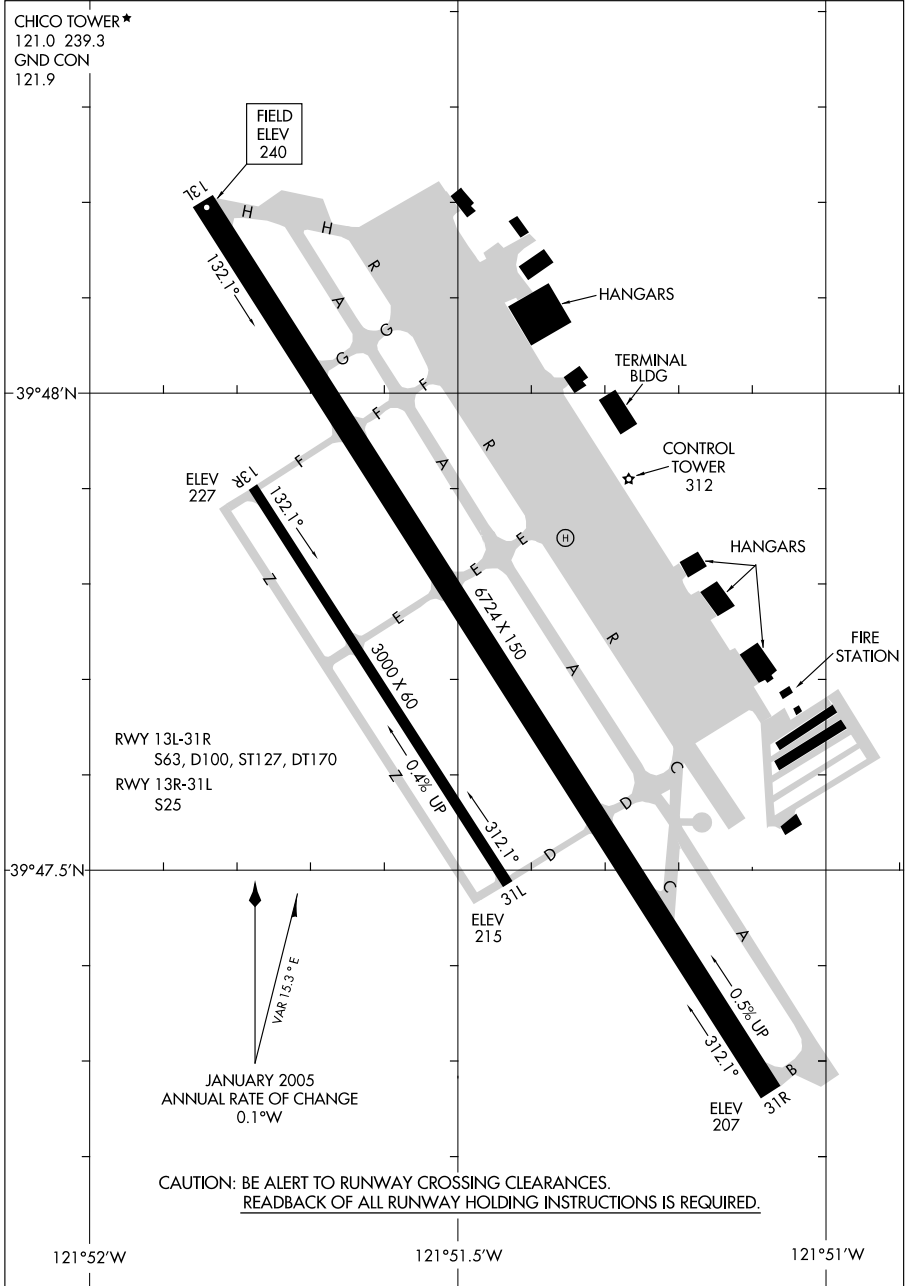 CHICO TOWER★
121.0 239.3
GND CON
121.9
FIELD
ELEV
240
13L
H
H
132.1°
R
A
G
G
HANGARS
TERMINAL
BLDG
39°48'N
F
F
F
R
A
CONTROL
TOWER
312
13R
ELEV
227
132.1°
H
E
E
E
HANGARS
Z
6724 X 150
R
A
3000 X 60
FIRE
STATION
RWY 13L-31R
S63, D100, ST127, DT170
RWY 13R-31L
S25
Z
0.4% UP
C
D
D
312.1°
39°47.5'N
31L
C
ELEV
215
A
VAR 15.3° E
0.5% UP
312.1°
B
31R
ELEV
207
JANUARY 2005
ANNUAL RATE OF CHANGE
0.1°W
CAUTION: BE ALERT TO RUNWAY CROSSING CLEARANCES.
READBACK OF ALL RUNWAY HOLDING INSTRUCTIONS IS REQUIRED.
121°52'W
121°51.5'W
121°51'W